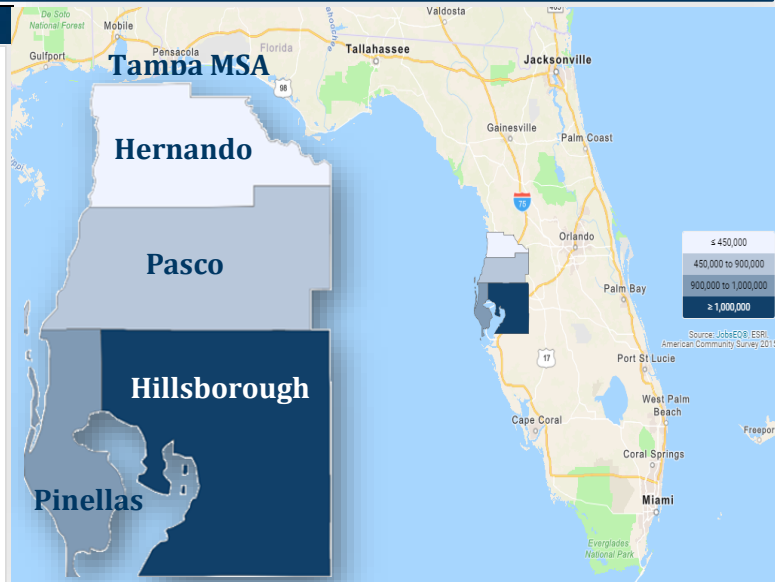 De Soto
National Forest
Mobile
Gulfport
Pensacola
Florida
Valdosta
Tallahassee
Jacksonville
98
Gainesville
Palm Coast
75
Orlando
Palm Bay
17
Port St Lucie
Cape Coral
West Palm
Beach
Coral Springs
Miami
Everglades
National Park
Tampa MSA
Hernando
Pasco
Hillsborough
Pinellas
≤ 450,000
450,000 to 900,000
900,000 to 1,000,000
≥ 1,000,000
Source: JobsEQ®, ESRI,
American Community Survey